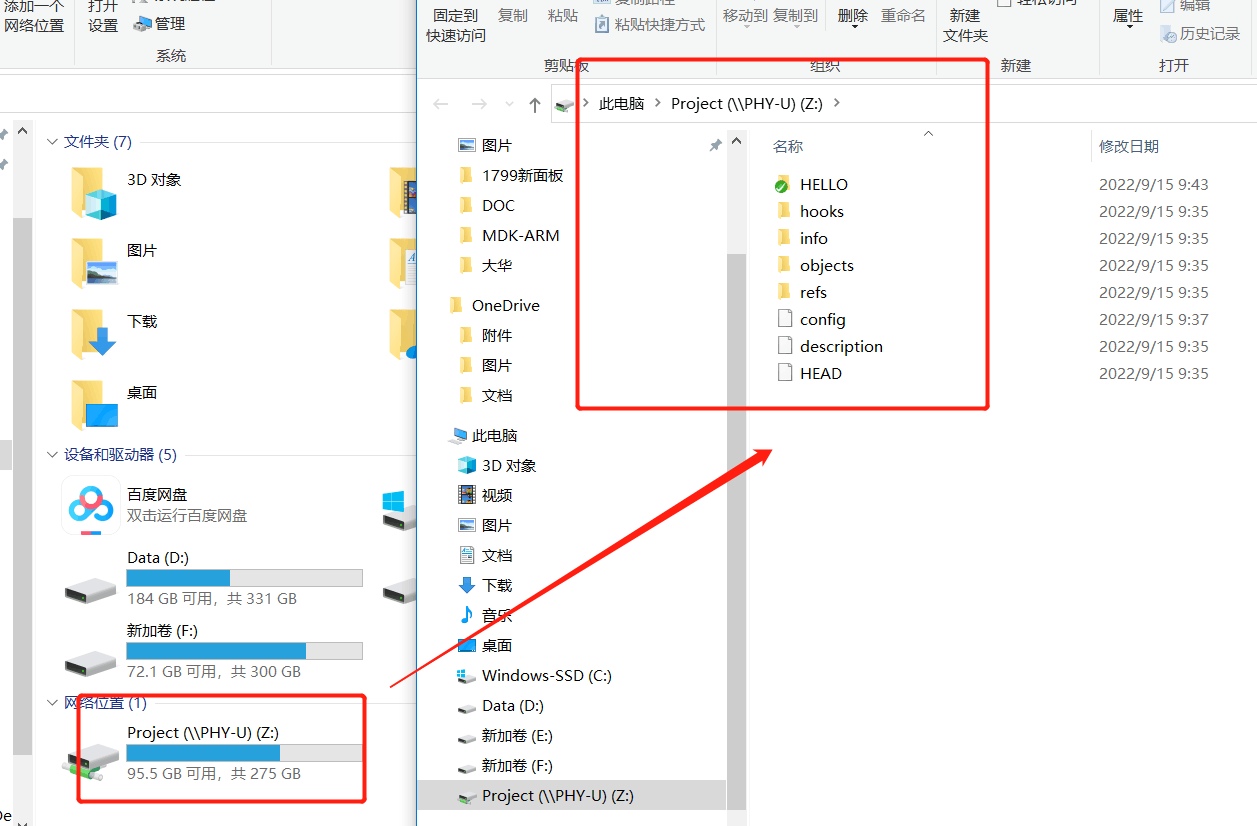 添加一个
网络位置
打开
设置
管理
系统
文件夹 (7)
3D 对象
图片
下载
桌面
设备和驱动器 (5)
百度网盘
双击运行百度网盘
Data (D:)
184 GB 可用，共 331 GB
新加卷 (F:)
72.1 GB 可用，共 300 GB
网络位置 (1)
Project (\\PHY-U) (Z:)
95.5 GB 可用，共 275 GB
固定到
快速访问
复制
粘贴
粘贴快捷方式
剪贴板
移动到
复制到
删除
重命名
组织
新建
文件夹
新建
属性
编辑
历史记录
打开
此电脑
Project (\\PHY-U) (Z:)
图片
1799新面板
DOC
MDK-ARM
大华
OneDrive
附件
图片
文档
此电脑
3D 对象
视频
图片
文档
下载
音乐
桌面
Windows-SSD (C:)
Data (D:)
新加卷 (E:)
新加卷 (F:)
Project (\\PHY-U) (Z:)
名称 修改日期
HELLO 2022/9/15 9:43
hooks 2022/9/15 9:35
info 2022/9/15 9:35
objects 2022/9/15 9:35
refs 2022/9/15 9:35
config 2022/9/15 9:37
description 2022/9/15 9:35
HEAD 2022/9/15 9:35